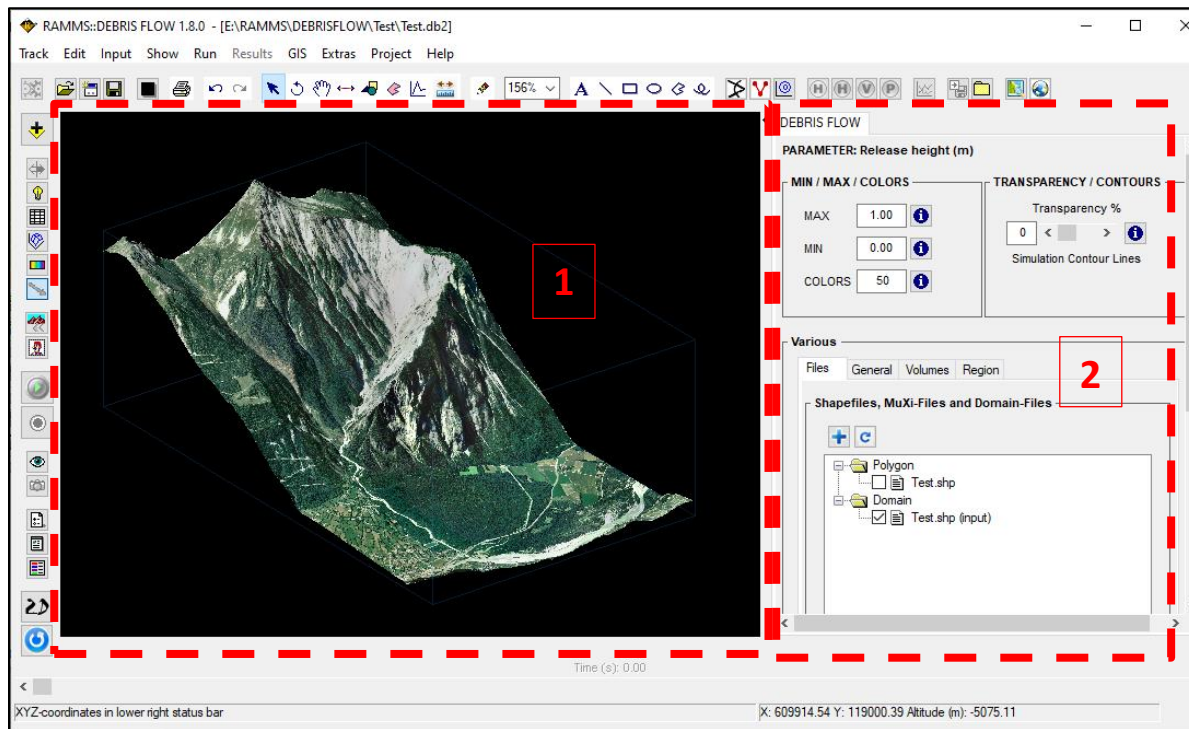 RAMMS::DEBRIS FLOW 1.8.0 - [E:\RAMMS\DEBRISFLOW\Test\Test.db2]
Track Edit Input Show Run Results GIS Extras Project Help
156% A H H V P
DEBRIS FLOW
PARAMETER: Release height (m)
MIN / MAX / COLORS TRANSPARENCY / CONTOURS
Transparency %
MAX 1.00 i
0 < > i
MIN 0.00 i
Simulation Contour Lines
COLORS 50 i
1
Various
2
Files General Volumes Region
Shapefiles, MuXi-Files and Domain-Files
Polygon
Test.shp
Domain
Test.shp (input)
2D
Time (s): 0.00
XYZ-coordinates in lower right status bar X: 609914.54 Y: 119000.39 Altitude (m): -5075.11